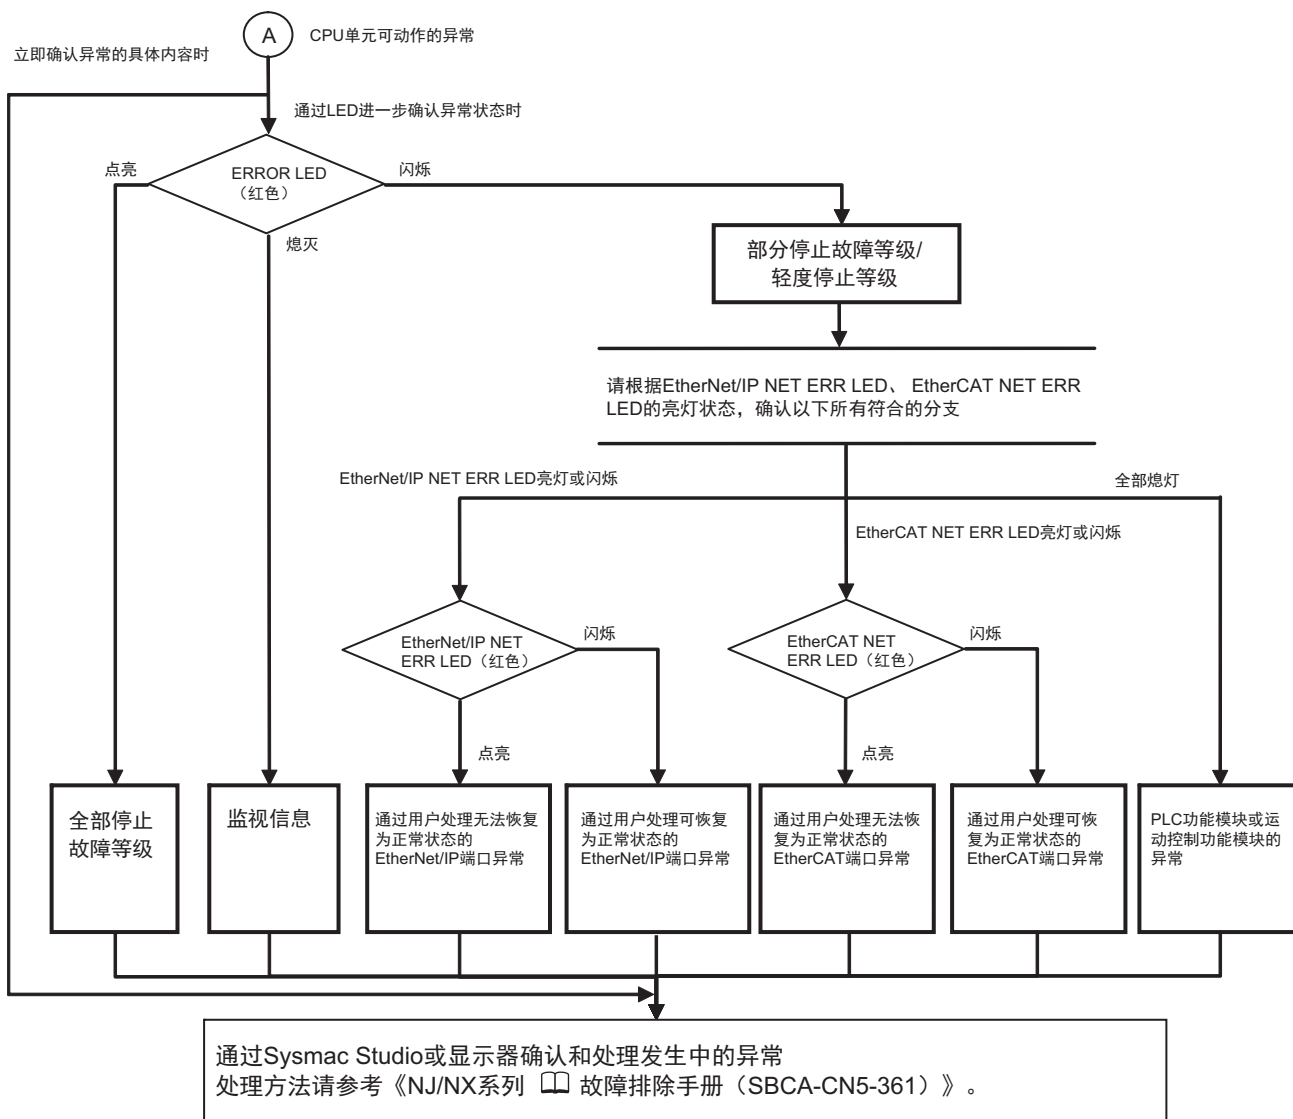 A
CPU单元可动作的异常
立即确认异常的具体内容时
通过LED进一步确认异常状态时
点亮
ERROR LED
（红色）
闪烁
熄灭
部分停止故障等级/
轻度停止等级
请根据EtherNet/IP NET ERR LED、 EtherCAT NET ERR
LED的亮灯状态，确认以下所有符合的分支
EtherNet/IP NET ERR LED亮灯或闪烁
全部熄灯
EtherCAT NET ERR LED亮灯或闪烁
EtherNet/IP NET
ERR LED（红色）
闪烁
EtherCAT NET
ERR LED（红色）
闪烁
点亮
点亮
全部停止
故障等级
监视信息
通过用户处理无法恢复
为正常状态的
EtherNet/IP端口异常
通过用户处理可恢复
为正常状态的
EtherNet/IP端口异常
通过用户处理无法恢
复为正常状态的
EtherCAT端口异常
通过用户处理可恢
复为正常状态的
EtherCAT端口异常
PLC功能模块或运
动控制功能模块的
异常
通过Sysmac Studio或显示器确认和处理发生中的异常
处理方法请参考《NJ/NX系列 故障排除手册（SBCA-CN5-361）》。